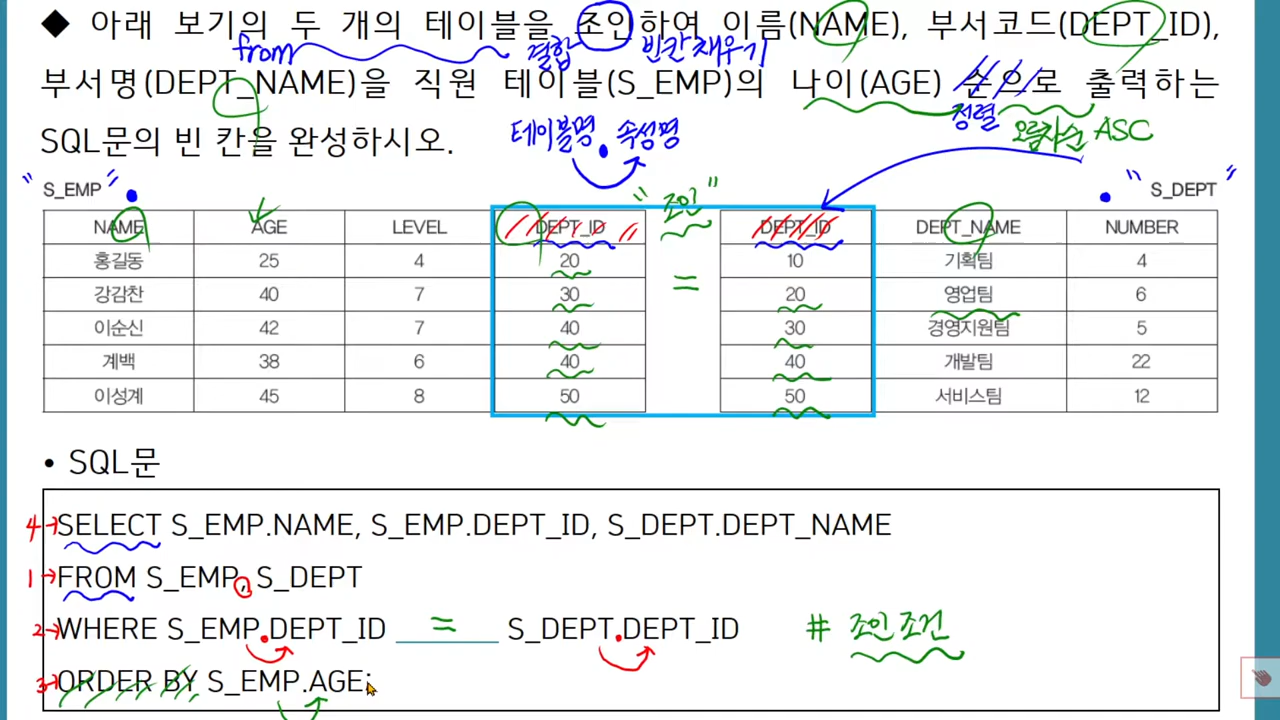 ◆ 아래 보기의 두 개의 테이블을 조인하여 이름(NAME), 부서코드(DEPT_ID),
from 결합 빈칸채우기
부서명(DEPT_NAME)을 직원 테이블(S_EMP)의 나이(AGE) 순으로 출력하는
정렬 오름차순 ASC
SQL문의 빈 칸을 완성하시오.
테이블명 . 속성명
" S_EMP " . "조인" . " S_DEPT "
NAME AGE LEVEL DEPT_ID DEPT_ID DEPT_NAME NUMBER
홍길동 25 4 20 10 기획팀 4
강감찬 40 7 30 = 20 영업팀 6
이순신 42 7 40 30 경영지원팀 5
계백 38 6 40 40 개발팀 22
이성계 45 8 50 50 서비스팀 12
• SQL문
4→ SELECT S_EMP.NAME, S_EMP.DEPT_ID, S_DEPT.DEPT_NAME
1→ FROM S_EMP, S_DEPT
2→ WHERE S_EMP.DEPT_ID = S_DEPT.DEPT_ID # 조인 조건
3→ ORDER BY S_EMP.AGE;